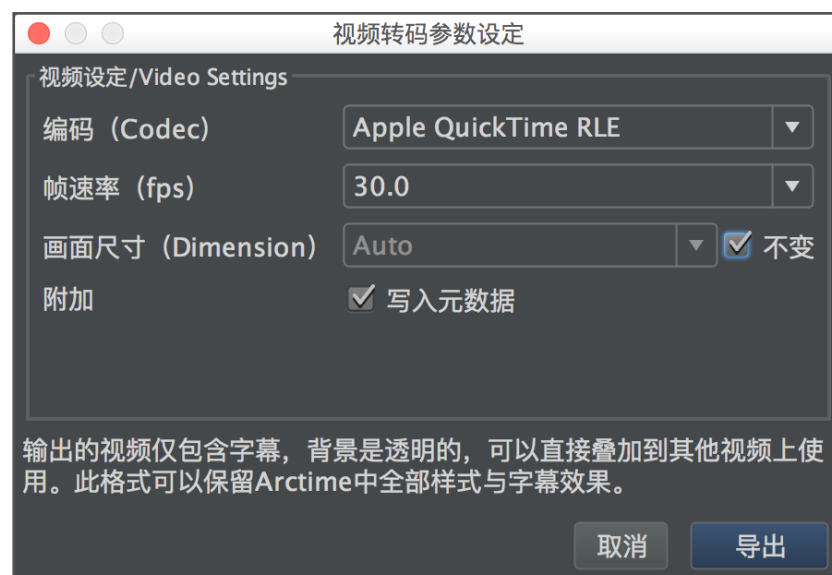 视频转码参数设定
视频设定/Video Settings
编码（Codec） Apple QuickTime RLE
帧速率（fps） 30.0
画面尺寸（Dimension） Auto 不变
附加 写入元数据
输出的视频仅包含字幕，背景是透明的，可以直接叠加到其他视频上使
用。此格式可以保留Arctime中全部样式与字幕效果。
取消 导出